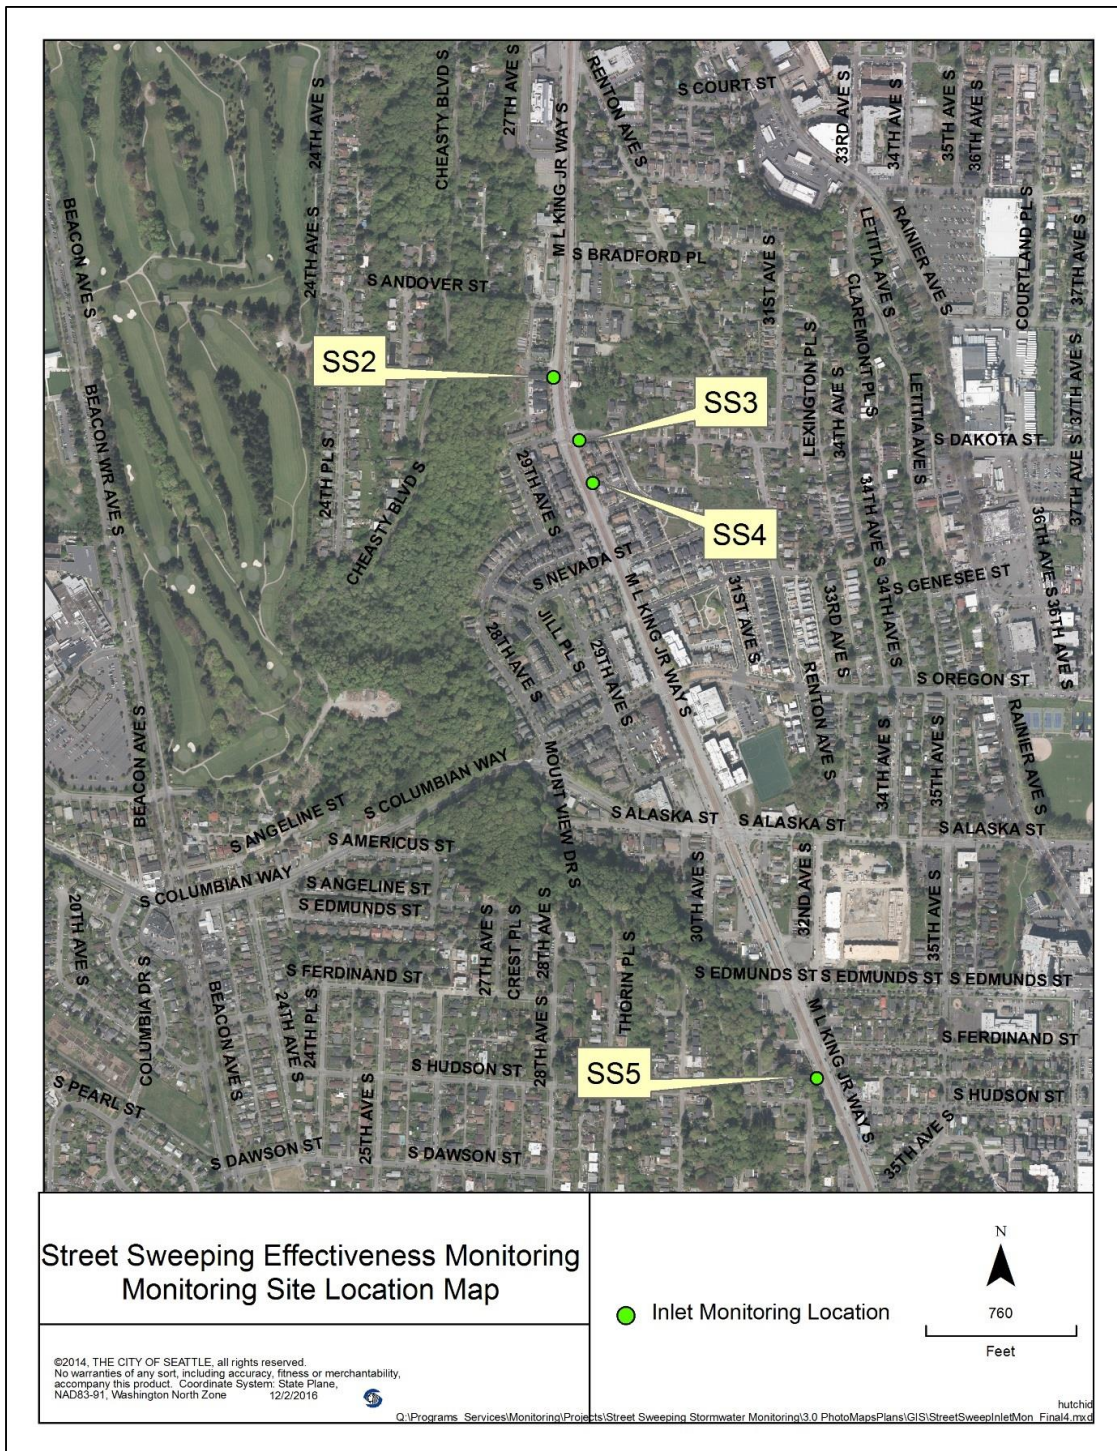 24TH AVE S
CHEASTY BLVD S
27TH AVE S
M L KING JR WAY S
RENTON AVE S
S COURT ST
33RD AVE S
34TH AVE S
35TH AVE S
36TH AVE S
BEACON AVE S
24TH AVE S
S ANDOVER ST
S BRADFORD PL
31ST AVE S
LETITIA AVE S
RAINIER AVE S
COURTLAND PL S
37TH AVE S
CLAREMONT PL S
SS2
LEXINGTON PL S
34TH AVE S
LETITIA AVE S
37TH AVE S
SS3
S DAKOTA ST
BEACON WR AVE S
24TH PL S
CHEASTY BLVD S
29TH AVE S
SS4
34TH AVE S
37TH AVE S
36TH AVE S
S NEVADA ST
M L KING JR WAY S
31ST AVE S
33RD AVE S
34TH AVE S
S GENESEE ST
36TH AVE S
28TH AVE S
JILL PL S
29TH AVE S
RENTON AVE S
S OREGON ST
BEACON AVE S
MOUNT VIEW DR S
34TH AVE S
35TH AVE S
RAINIER AVE S
S ANGELINE ST
S COLUMBIAN WAY
S ALASKA ST
S ALASKA ST
S ALASKA ST
S AMERICUS ST
S COLUMBIAN WAY
S ANGELINE ST
S EDMUNDS ST
20TH AVE S
27TH AVE S
CREST PL S
28TH AVE S
30TH AVE S
32ND AVE S
35TH AVE S
COLUMBIA DR S
BEACON AVE S
S FERDINAND ST
24TH AVE S
24TH PL S
THORIN PL S
S EDMUNDS ST
S EDMUNDS ST
S EDMUNDS ST
M L KING JR WAY S
S FERDINAND ST
S PEARL ST
25TH AVE S
S HUDSON ST
28TH AVE S
SS5
S HUDSON ST
S DAWSON ST
S DAWSON ST
35TH AVE S
Street Sweeping Effectiveness Monitoring
Monitoring Site Location Map
Inlet Monitoring Location
N
760
Feet
©2014, THE CITY OF SEATTLE, all rights reserved.
No warranties of any sort, including accuracy, fitness or merchantability,
accompany this product. Coordinate System: State Plane,
NAD83-91, Washington North Zone 12/2/2016
hutchid
Q:\Programs_Services\Monitoring\Projects\Street Sweeping Stormwater Monitoring\3.0 PhotoMapsPlans\GIS\StreetSweepInletMon_Final4.mxd